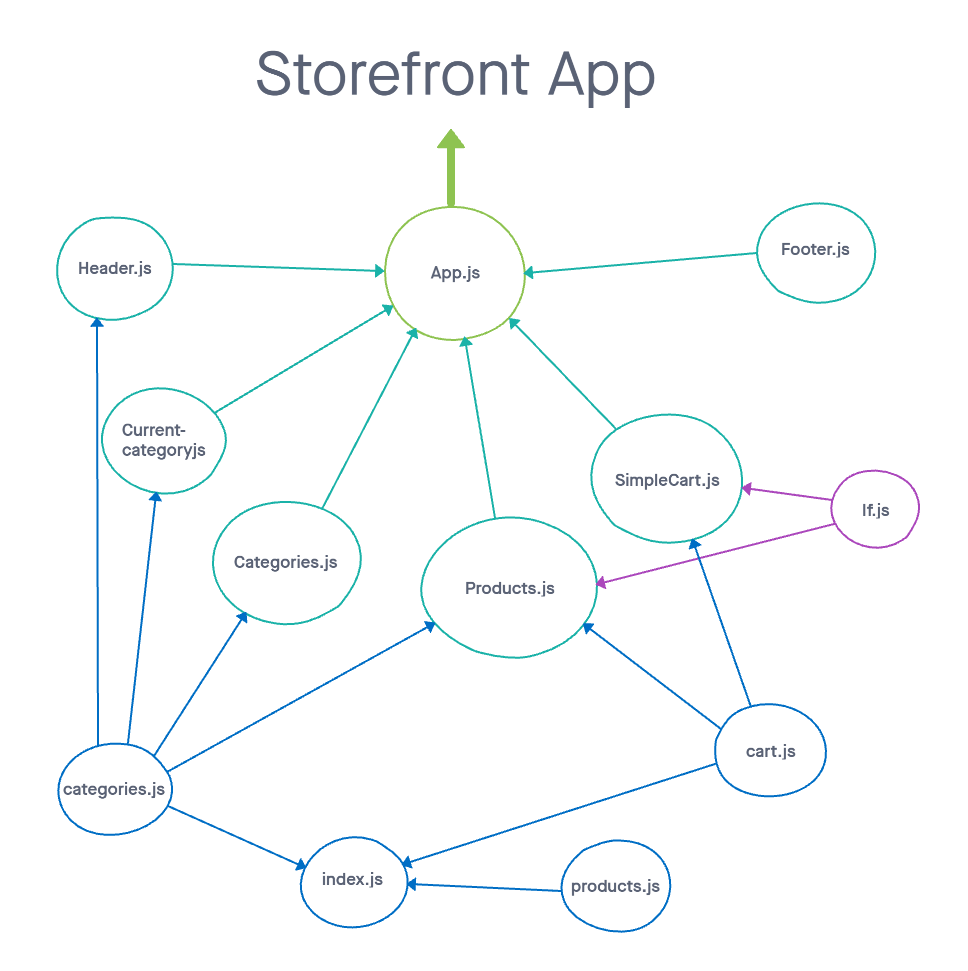 Storefront App
Header.js
App.js
Footer.js
Current-
categoryjs
SimpleCart.js
If.js
Categories.js
Products.js
cart.js
categories.js
index.js
products.js